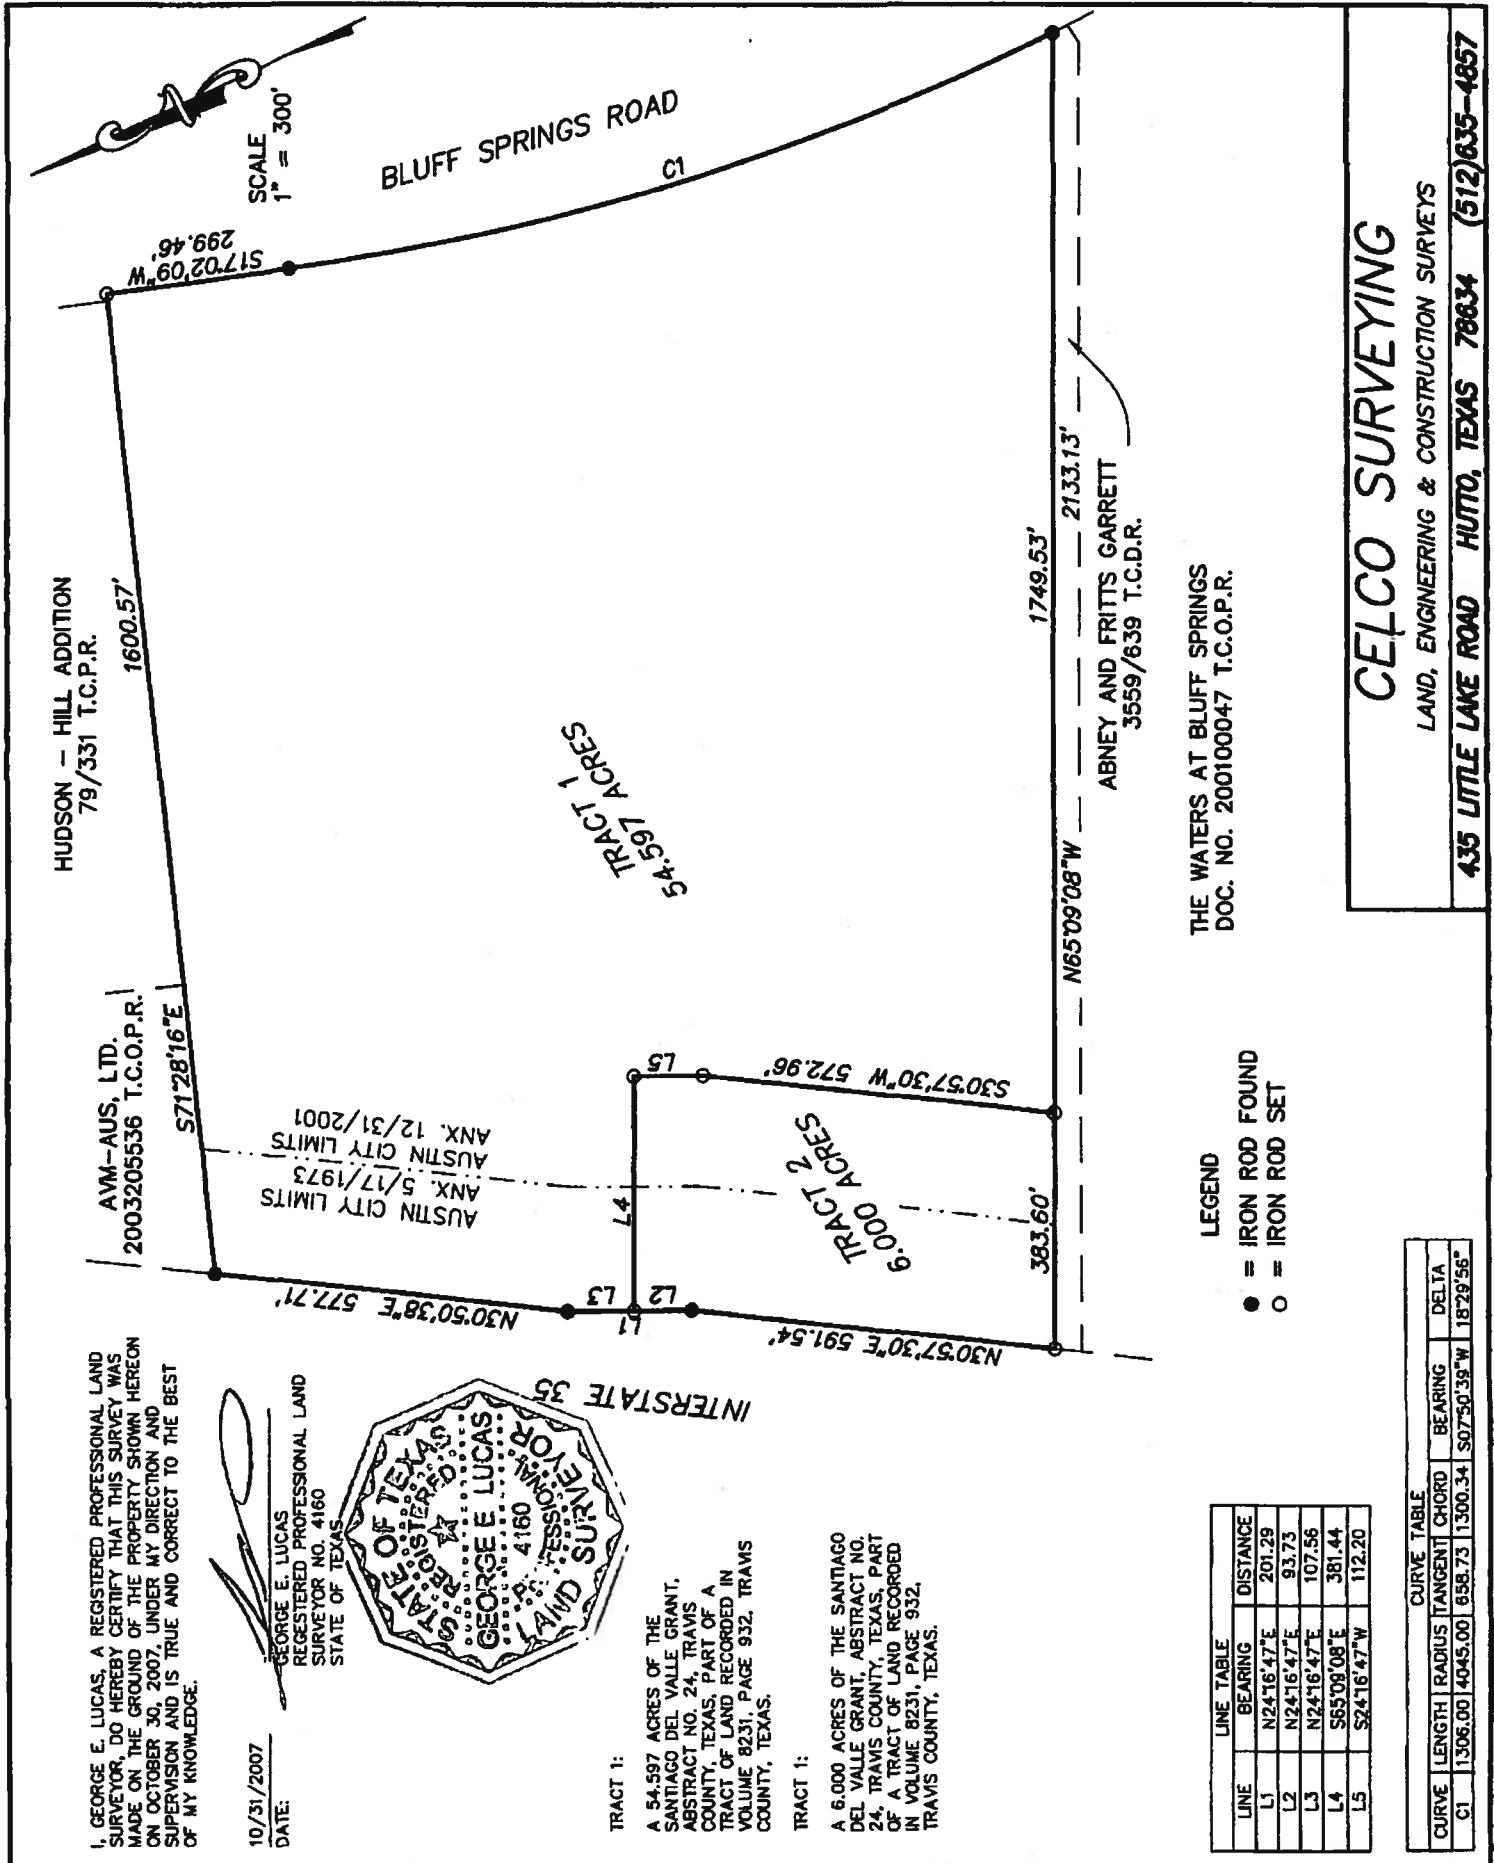 I, GEORGE E. LUCAS, A REGISTERED PROFESSIONAL LAND
SURVEYOR, DO HEREBY CERTIFY THAT THIS SURVEY WAS
MADE ON THE GROUND OF THE PROPERTY SHOWN HEREON
ON OCTOBER 30, 2007, UNDER MY DIRECTION AND
SUPERVISION AND IS TRUE AND CORRECT TO THE BEST
OF MY KNOWLEDGE.
10/31/2007
DATE:
GEORGE E. LUCAS
REGESTERED PROFESSIONAL LAND
SURVEYOR NO. 4160
STATE OF TEXAS
STATE OF TEXAS
REGISTERED
GEORGE E LUCAS
4160
LAND SURVEYOR
TRACT 1:
A 54.597 ACRES OF THE
SANTIAGO DEL VALLE GRANT,
ABSTRACT NO. 24, TRAVIS
COUNTY, TEXAS, PART OF A
TRACT OF LAND RECORDED IN
VOLUME 8231, PAGE 932, TRAVIS
COUNTY, TEXAS.
TRACT 1:
A 6.000 ACRES OF THE SANTIAGO
DEL VALLE GRANT, ABSTRACT NO.
24, TRAVIS COUNTY, TEXAS, PART
OF A TRACT OF LAND RECORDED
IN VOLUME 8231, PAGE 932,
TRAVIS COUNTY, TEXAS.
LINE TABLE
LINE BEARING DISTANCE
L1 N24°16'47"E 201.29
L2 N24°16'47"E 93.73
L3 N24°16'47"E 107.56
L4 S65°09'08"E 381.44
L5 S24°16'47"W 112.20
CURVE TABLE
CURVE LENGTH RADIUS TANGENT CHORD BEARING DELTA
C1 1306.00 4045.00 658.73 1300.34 S07°50'39"W 18°29'56"
AVM-AUS, LTD.
2003205536 T.C.O.P.R.
HUDSON - HILL ADDITION
79/331 T.C.P.R.
S71°28'16"E
1600.57'
S17°02'09"W
299.46'
SCALE
1" = 300'
BLUFF SPRINGS ROAD
C1
AUSTIN CITY LIMITS
ANX. 5/17/1973
AUSTIN CITY LIMITS
ANX. 12/31/2001
N30°50'38"E 577.71'
L3
L1
L2
L4
L5
N30°57'30"E 591.54'
INTERSTATE 35
TRACT 1
54.597 ACRES
TRACT 2
6.000 ACRES
S30°57'30"W 572.96'
383.60'
1749.53'
N65°09'08"W
2133.13'
ABNEY AND FRITTS GARRETT
3559/639 T.C.D.R.
THE WATERS AT BLUFF SPRINGS
DOC. NO. 200100047 T.C.O.P.R.
LEGEND
● = IRON ROD FOUND
○ = IRON ROD SET
CELCO SURVEYING
LAND, ENGINEERING & CONSTRUCTION SURVEYS
435 LITTLE LAKE ROAD HUTTO, TEXAS 78634 (512)635-4857